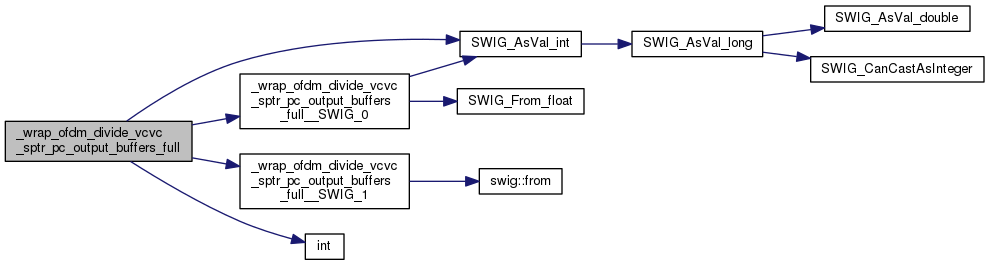 _wrap_ofdm_divide_vcvc
_sptr_pc_output_buffers_full
SWIG_AsVal_int
_wrap_ofdm_divide_vcvc
_sptr_pc_output_buffers
_full__SWIG_0
_wrap_ofdm_divide_vcvc
_sptr_pc_output_buffers
_full__SWIG_1
int
SWIG_AsVal_long
SWIG_From_float
swig::from
SWIG_AsVal_double
SWIG_CanCastAsInteger